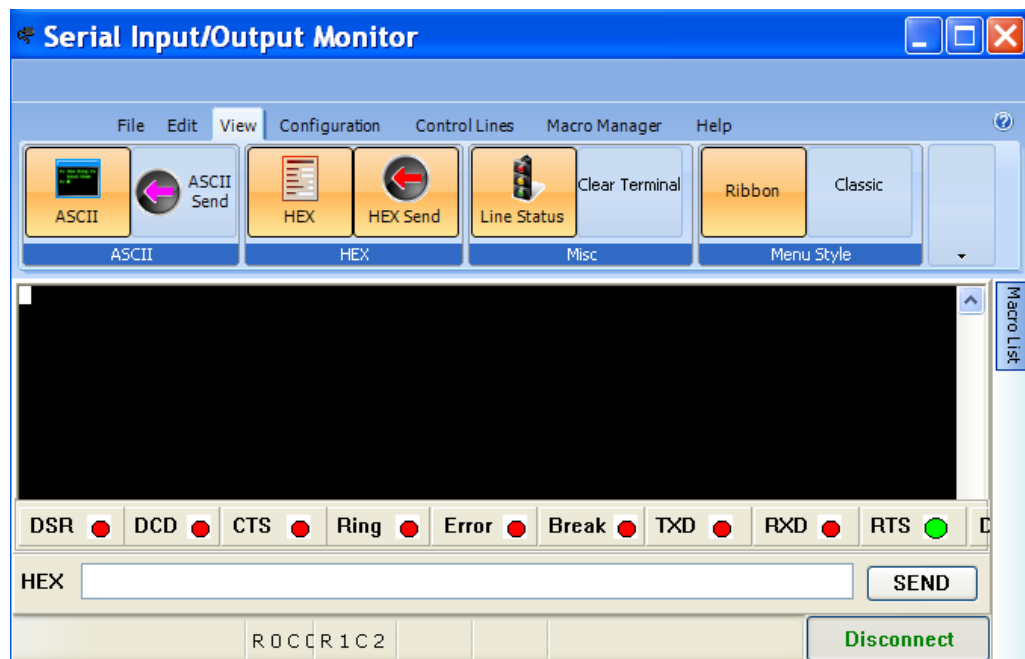 Serial Input/Output Monitor
File Edit View Configuration Control Lines Macro Manager Help
ASCII
ASCII Send
HEX
HEX Send
Line Status
Clear Terminal
Ribbon
Classic
ASCII
HEX
Misc
Menu Style
Macro List
DSR DCD CTS Ring Error Break TXD RXD RTS
HEX
SEND
R0C R1C2
Disconnect